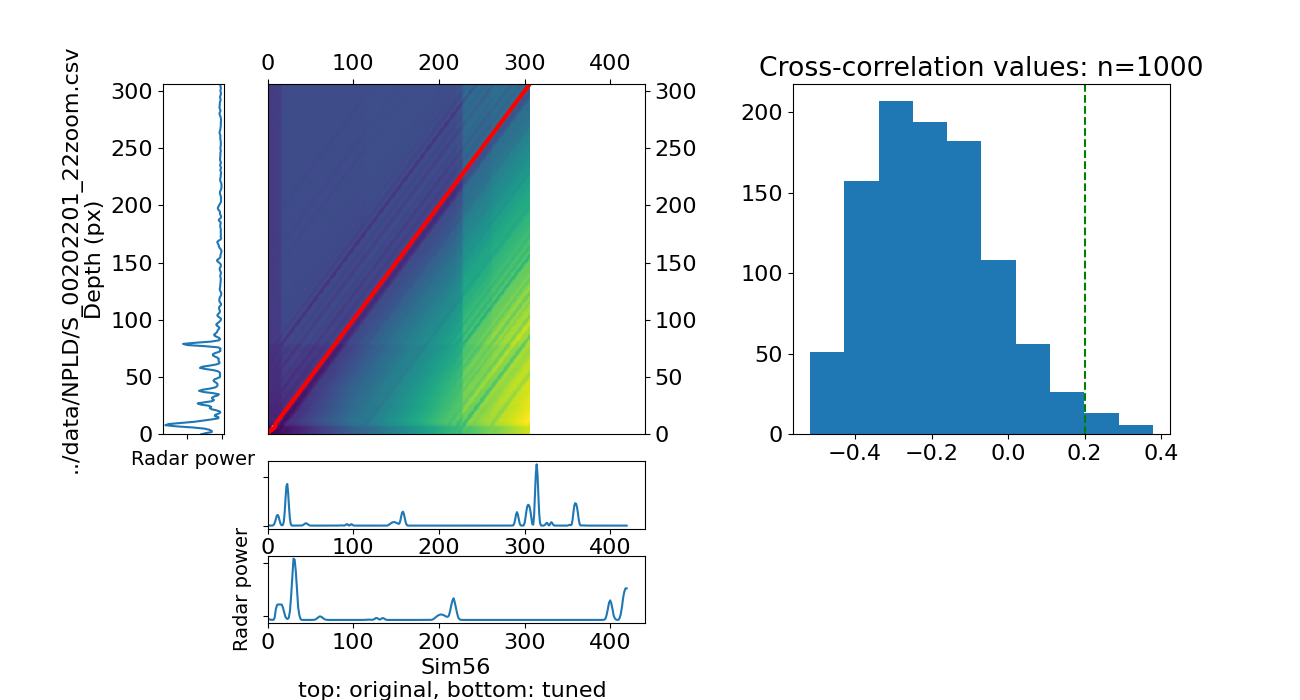 ../data/NPLD/S_00202201_22zoom.csv
Depth (px)
300
250
200
150
100
50
0
Radar power
0 100 200 300 400
300
250
200
150
100
50
0
0 100 200 300 400
Radar power
0 100 200 300 400
Sim56
top: original, bottom: tuned
Cross-correlation values: n=1000
200
150
100
50
0
−0.4 −0.2 0.0 0.2 0.4